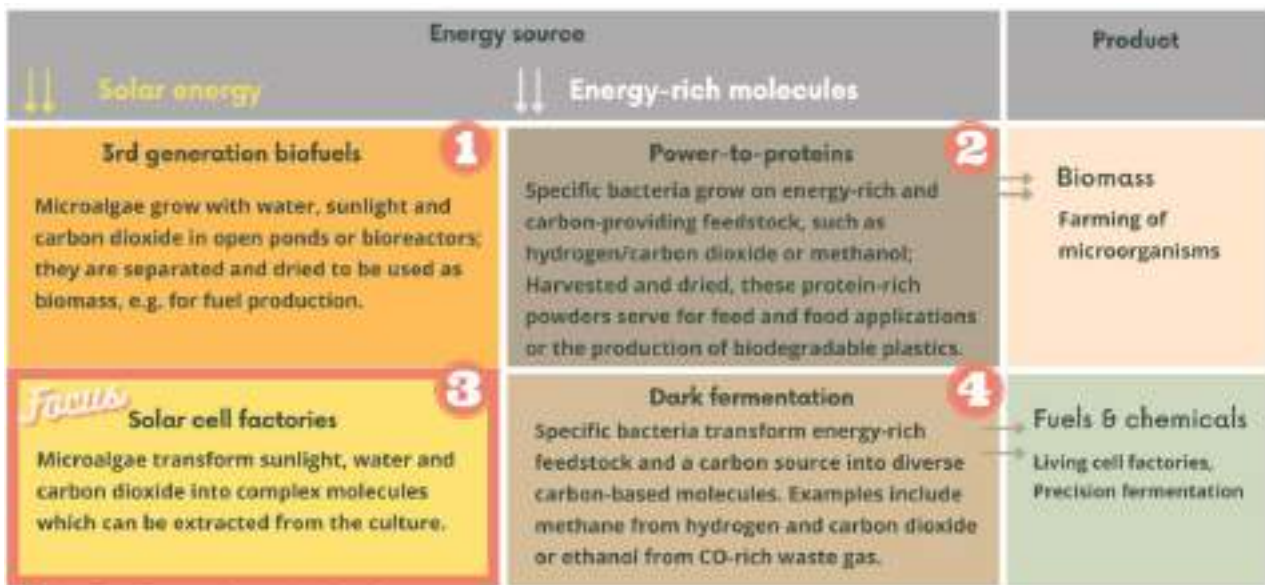 Energy source
Product
Solar energy
Energy-rich molecules
3rd generation biofuels
1
Microalgae grow with water, sunlight and
carbon dioxide in open ponds or bioreactors;
they are separated and dried to be used as
biomass, e.g. for fuel production.
Power-to-proteins
2
Specific bacteria grow on energy-rich and
carbon-providing feedstock, such as
hydrogen/carbon dioxide or methanol;
Harvested and dried, these protein-rich
powders serve for feed and food applications
or the production of biodegradable plastics.
Biomass
Farming of
microorganisms
Focus
Solar cell factories
3
Microalgae transform sunlight, water and
carbon dioxide into complex molecules
which can be extracted from the culture.
Dark fermentation
4
Specific bacteria transform energy-rich
feedstock and a carbon source into diverse
carbon-based molecules. Examples include
methane from hydrogen and carbon dioxide
or ethanol from CO-rich waste gas.
Fuels & chemicals
Living cell factories,
Precision fermentation